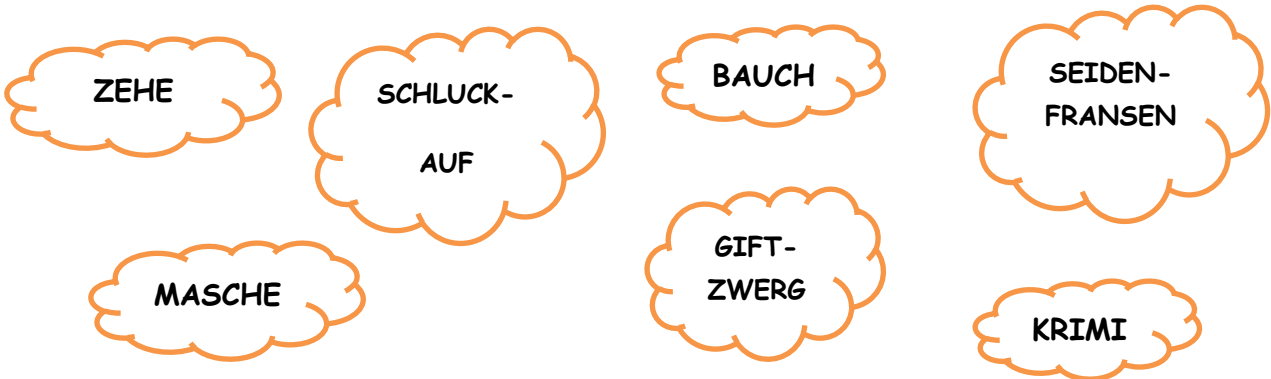 ZEHE
SCHLUCK-
AUF
BAUCH
SEIDEN-
FRANSEN
MASCHE
GIFT-
ZWERG
KRIMI